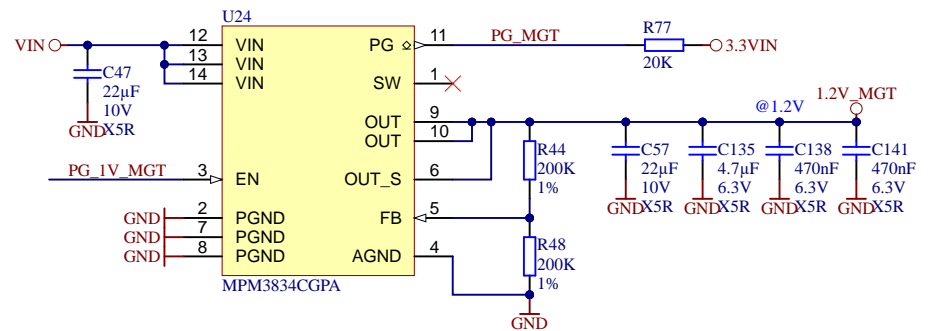 U24
VIN
12
VIN
13
VIN
14
VIN
PG
11
PG_MGT
R77
20K
3.3VIN
C47
22µF
10V
X5R
GND
SW
1
@1.2V
1.2V_MGT
OUT
9
OUT
10
R44
200K
1%
C57
22µF
10V
X5R
GND
C135
4.7µF
6.3V
X5R
GND
C138
470nF
6.3V
X5R
GND
C141
470nF
6.3V
X5R
GND
PG_1V_MGT
3
EN
OUT_S
6
GND
2
PGND
FB
5
GND
7
PGND
GND
8
PGND
AGND
4
R48
200K
1%
MPM3834CGPA
GND